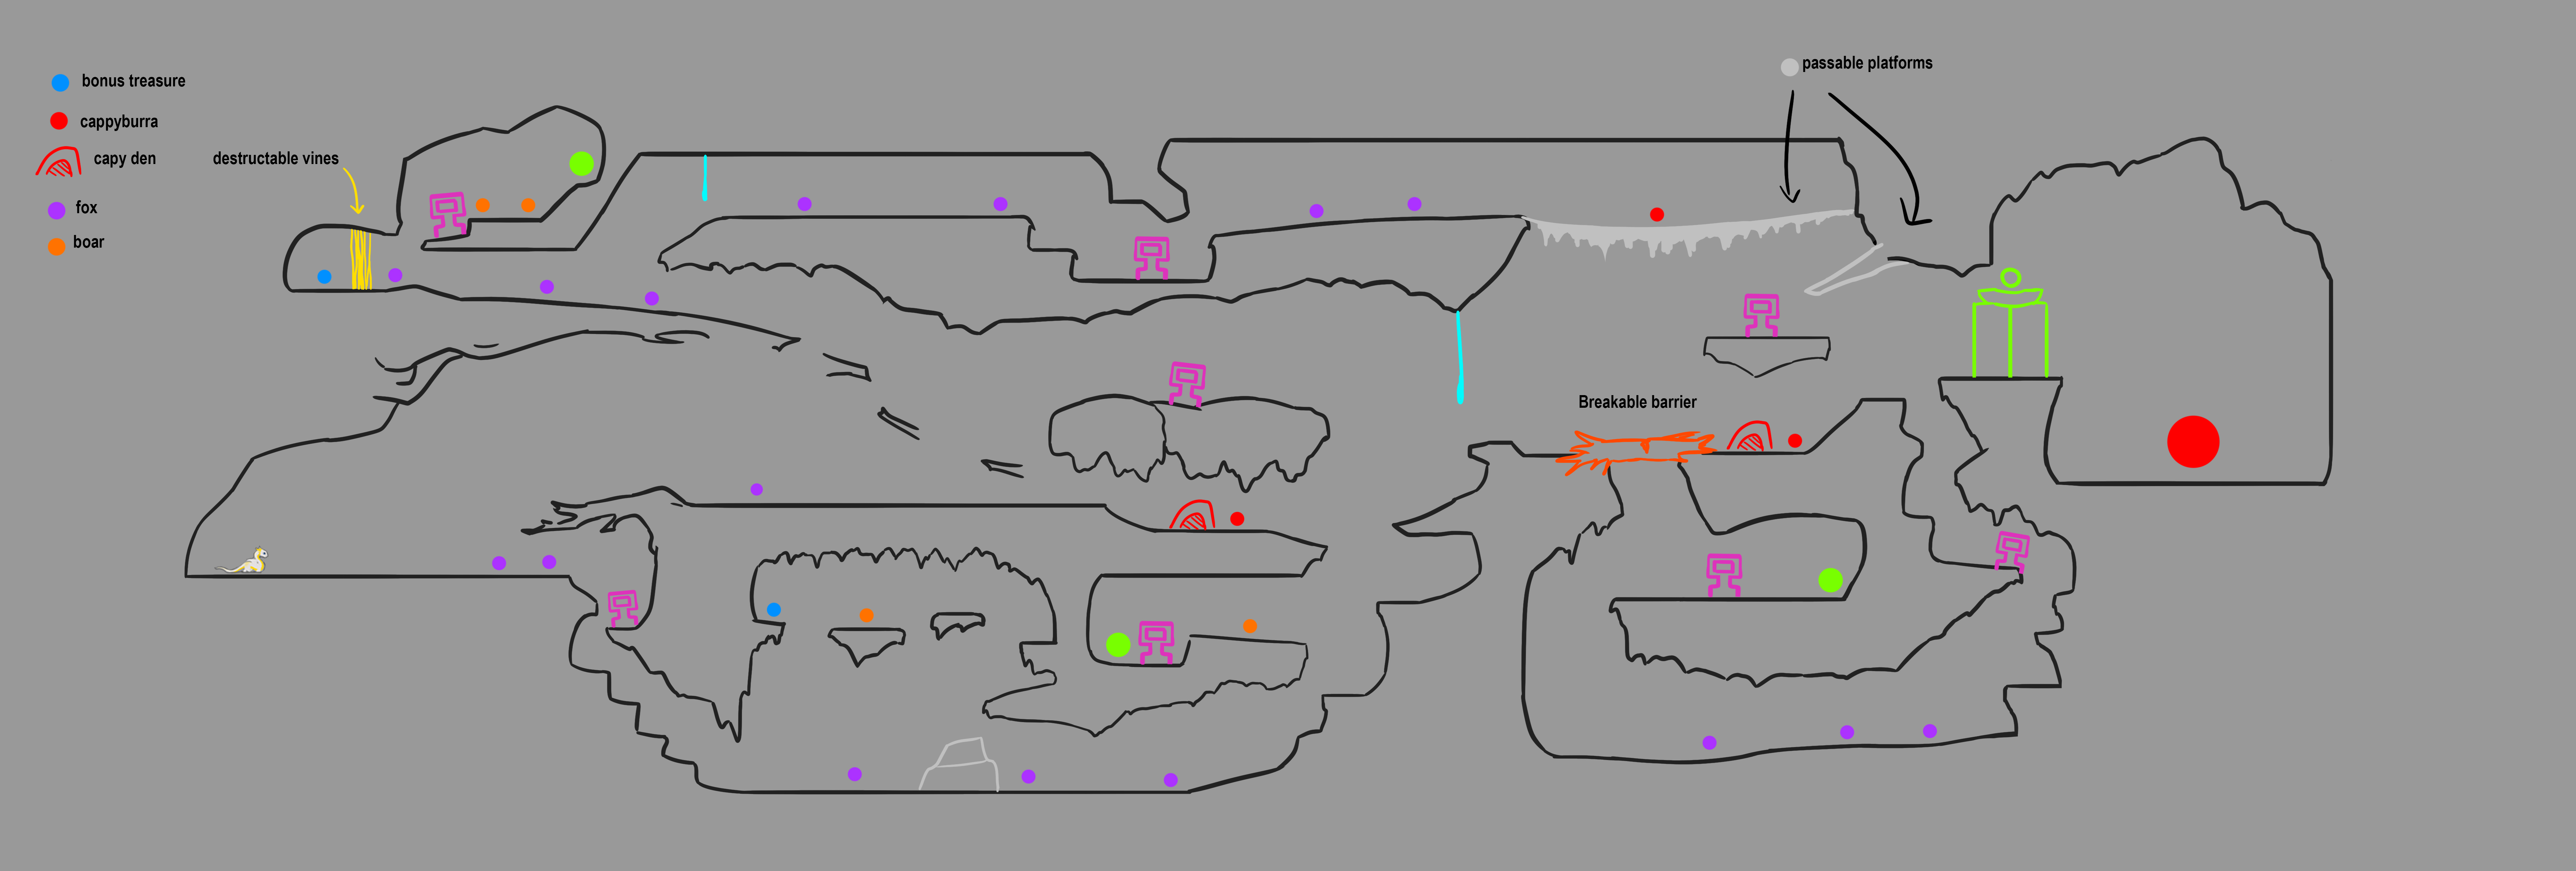 bonus treasure
cappyburra
capy den
fox
boar
destructable vines
passable platforms
Breakable barrier